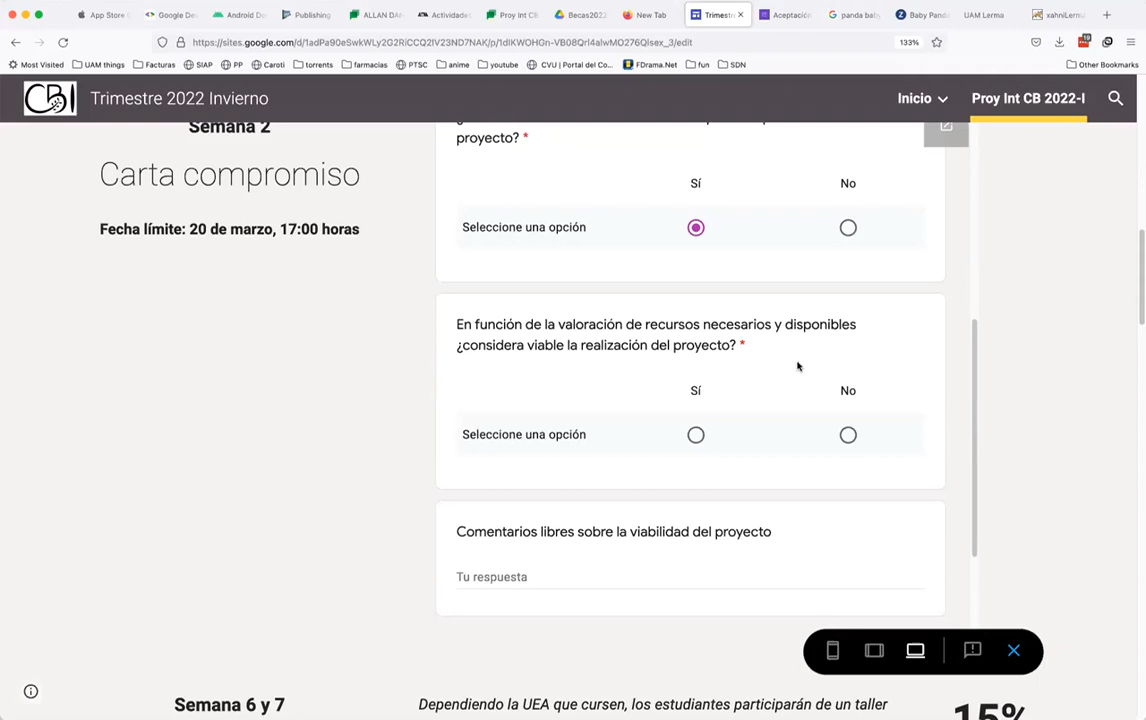 App Store C
Google Dev
Android De
Publishing
ALLAN DAN
Actividades
Proy Int CB
Becas2022
New Tab
Trimestr
Aceptación
panda baby
Baby Panda
UAM Lerma
xahniLerm
https://sites.google.com/d/1adPa90eSwkWLy2G2RiCCQ2IV23ND7NAK/p/1dIKWOHGn-VB08Qrl4alwMO276Qlsex_3/edit
133%
19
Most Visited
UAM things
Facturas
SIAP
PP
Caroti
torrents
farmacias
PTSC
anime
youtube
CVU | Portal del Co...
FDrama.Net
fun
SDN
Other Bookmarks
CBI
Trimestre 2022 Invierno
Inicio
Proy Int CB 2022-I
Semana 2
Carta compromiso
Fecha límite: 20 de marzo, 17:00 horas
proyecto? *
Sí No
Seleccione una opción
En función de la valoración de recursos necesarios y disponibles
¿considera viable la realización del proyecto? *
Sí No
Seleccione una opción
Comentarios libres sobre la viabilidad del proyecto
Tu respuesta
Semana 6 y 7
Dependiendo la UEA que cursen, los estudiantes participarán de un taller
15%